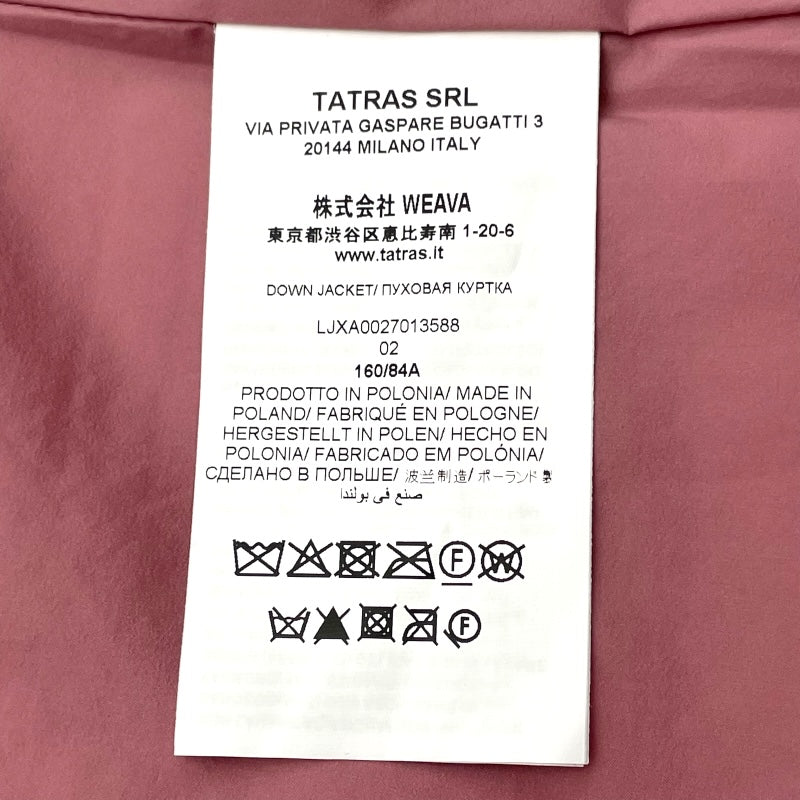 TATRAS SRL
VIA PRIVATA GASPARE BUGATTI 3
20144 MILANO ITALY
株式会社 WEAVA
東京都渋谷区恵比寿南 1-20-6
www.tatras.it
DOWN JACKET/ ПУХОВАЯ КУРТКА
LJXA0027013588
02
160/84A
PRODOTTO IN POLONIA/ MADE IN
POLAND/ FABRIQUÉ EN POLOGNE/
HERGESTELLT IN POLEN/ HECHO EN
POLONIA/ FABRICADO EM POLÓNIA/
СДЕЛАНО В ПОЛЬШЕ/ 波兰制造/ ポーランド製
صنع في بولندا
F W
F